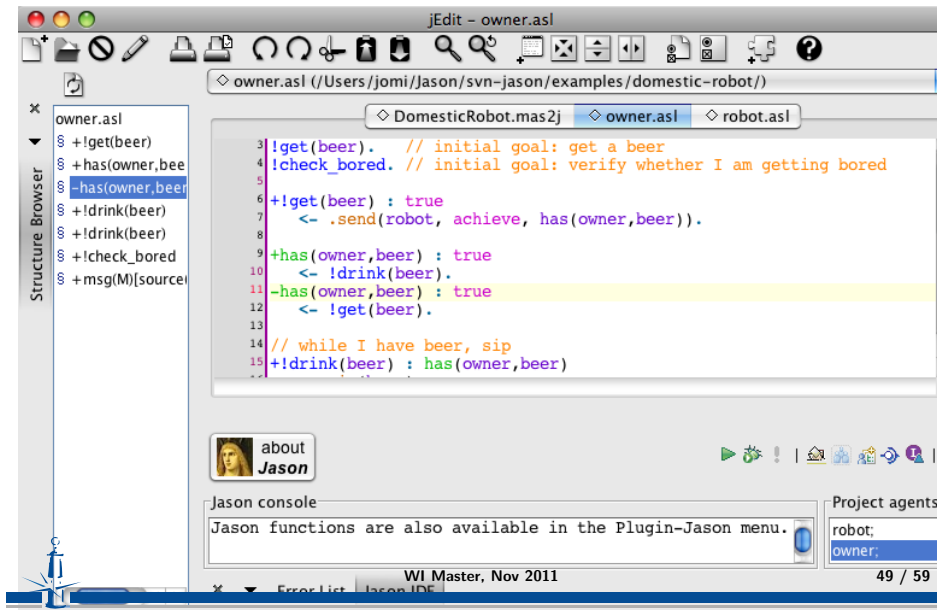 jEdit - owner.asl
owner.asl (/Users/jomi/Jason/svn-jason/examples/domestic-robot/)
DomesticRobot.mas2j owner.asl robot.asl
Structure Browser
owner.asl
§ +!get(beer)
§ +has(owner,bee
§ -has(owner,beer
§ +!drink(beer)
§ +!drink(beer)
§ +!check_bored
§ +msg(M)[source(
3 !get(beer).   // initial goal: get a beer
4 !check_bored. // initial goal: verify whether I am getting bored
5
6 +!get(beer) : true
7    <- .send(robot, achieve, has(owner,beer)).
8
9 +has(owner,beer) : true
10    <- !drink(beer).
11 -has(owner,beer) : true
12    <- !get(beer).
13
14 // while I have beer, sip
15 +!drink(beer) : has(owner,beer)
about
Jason
Jason console
Jason functions are also available in the Plugin-Jason menu.
Project agents
robot;
owner;
Error List Jason IDE
WI Master, Nov 2011
49 / 59